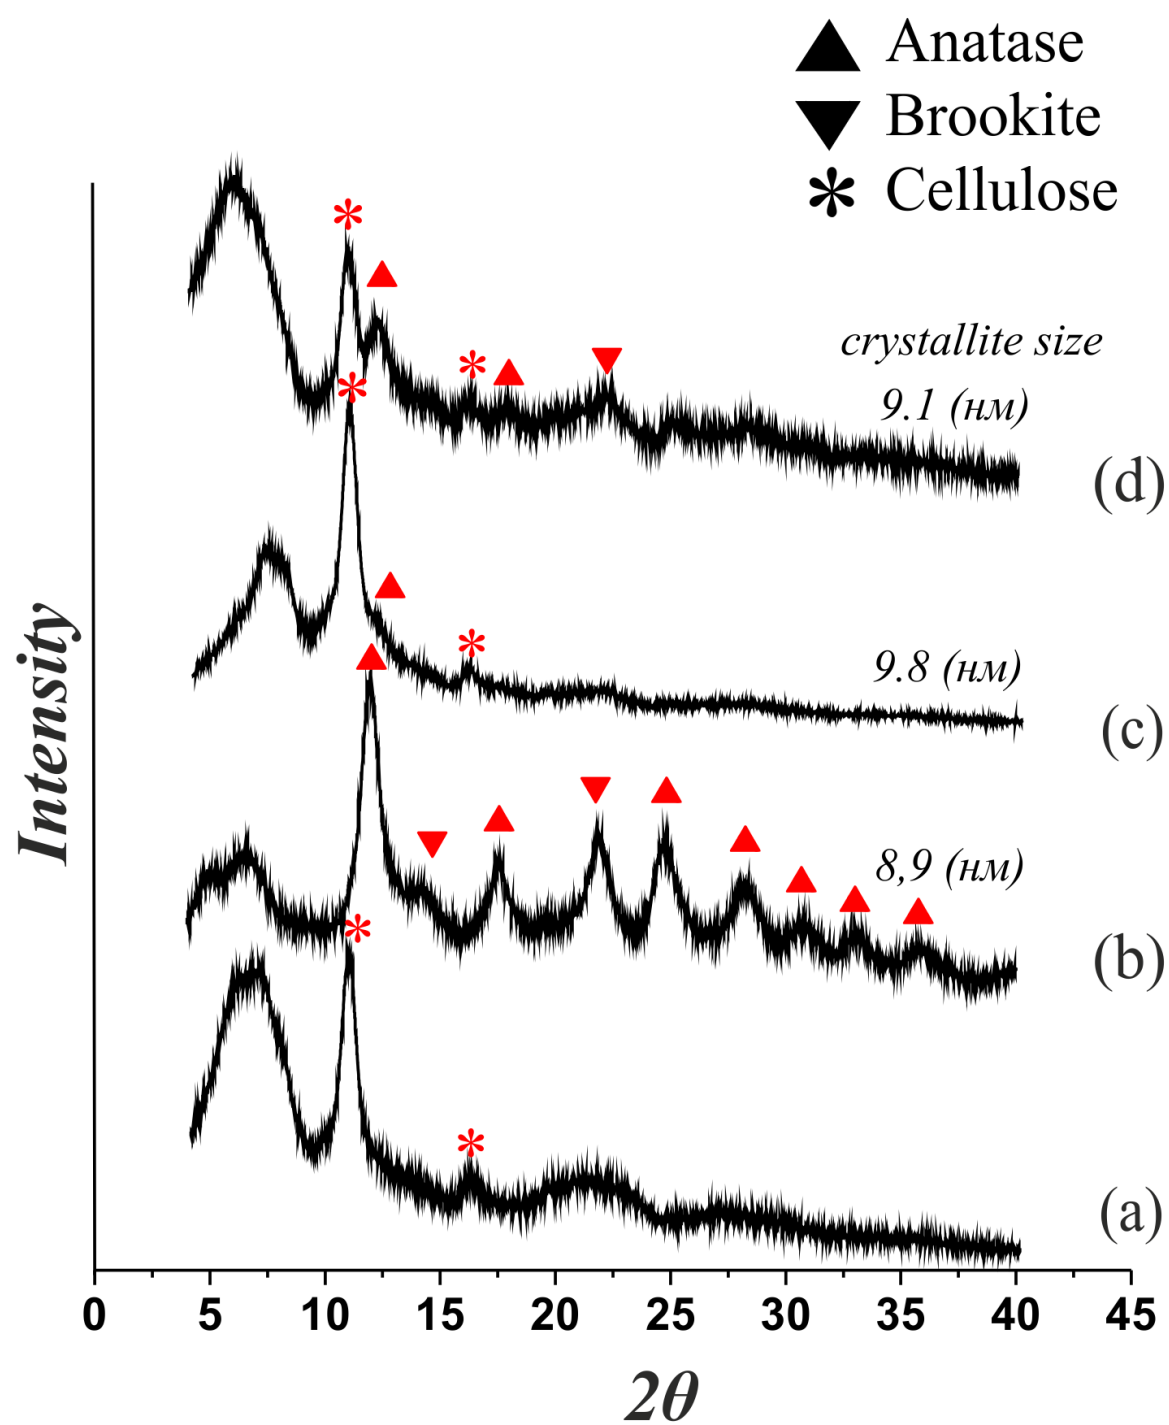 Anatase
Brookite
Cellulose
crystallite size
9.1 (нм)
(d)
9.8 (нм)
(c)
8,9 (нм)
(b)
(a)
Intensity
0 5 10 15 20 25 30 35 40 45
2θ